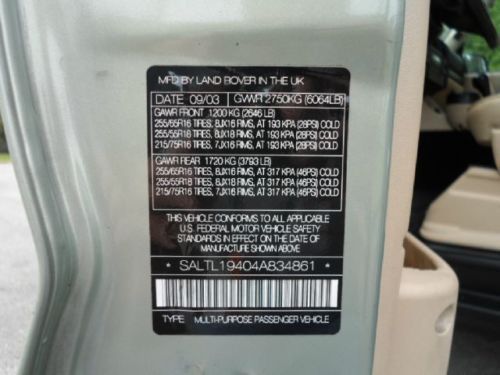 MFD BY LAND ROVER IN THE UK
DATE 09/03 GVWR 2750KG (6064LB)
GAWR FRONT 1200 KG (2646 LB)
255/65R16 TIRES, 8JX16 RIMS, AT 193 KPA (28PSI) COLD
255/55R18 TIRES, 8JX18 RIMS, AT 193 KPA (28PSI) COLD
215/75R16 TIRES, 7JX16 RIMS, AT 193 KPA (28PSI) COLD
GAWR REAR 1720 KG (3793 LB)
255/65R16 TIRES, 8JX16 RIMS, AT 317 KPA (46PSI) COLD
255/55R18 TIRES, 8JX18 RIMS, AT 317 KPA (46PSI) COLD
215/75R16 TIRES, 7JX16 RIMS, AT 317 KPA (46PSI) COLD
THIS VEHICLE CONFORMS TO ALL APPLICABLE
U.S. FEDERAL MOTOR VEHICLE SAFETY
STANDARDS IN EFFECT ON THE DATE OF
MANUFACTURE SHOWN ABOVE
* SALTL19404A834861 *
TYPE MULTI-PURPOSE PASSENGER VEHICLE